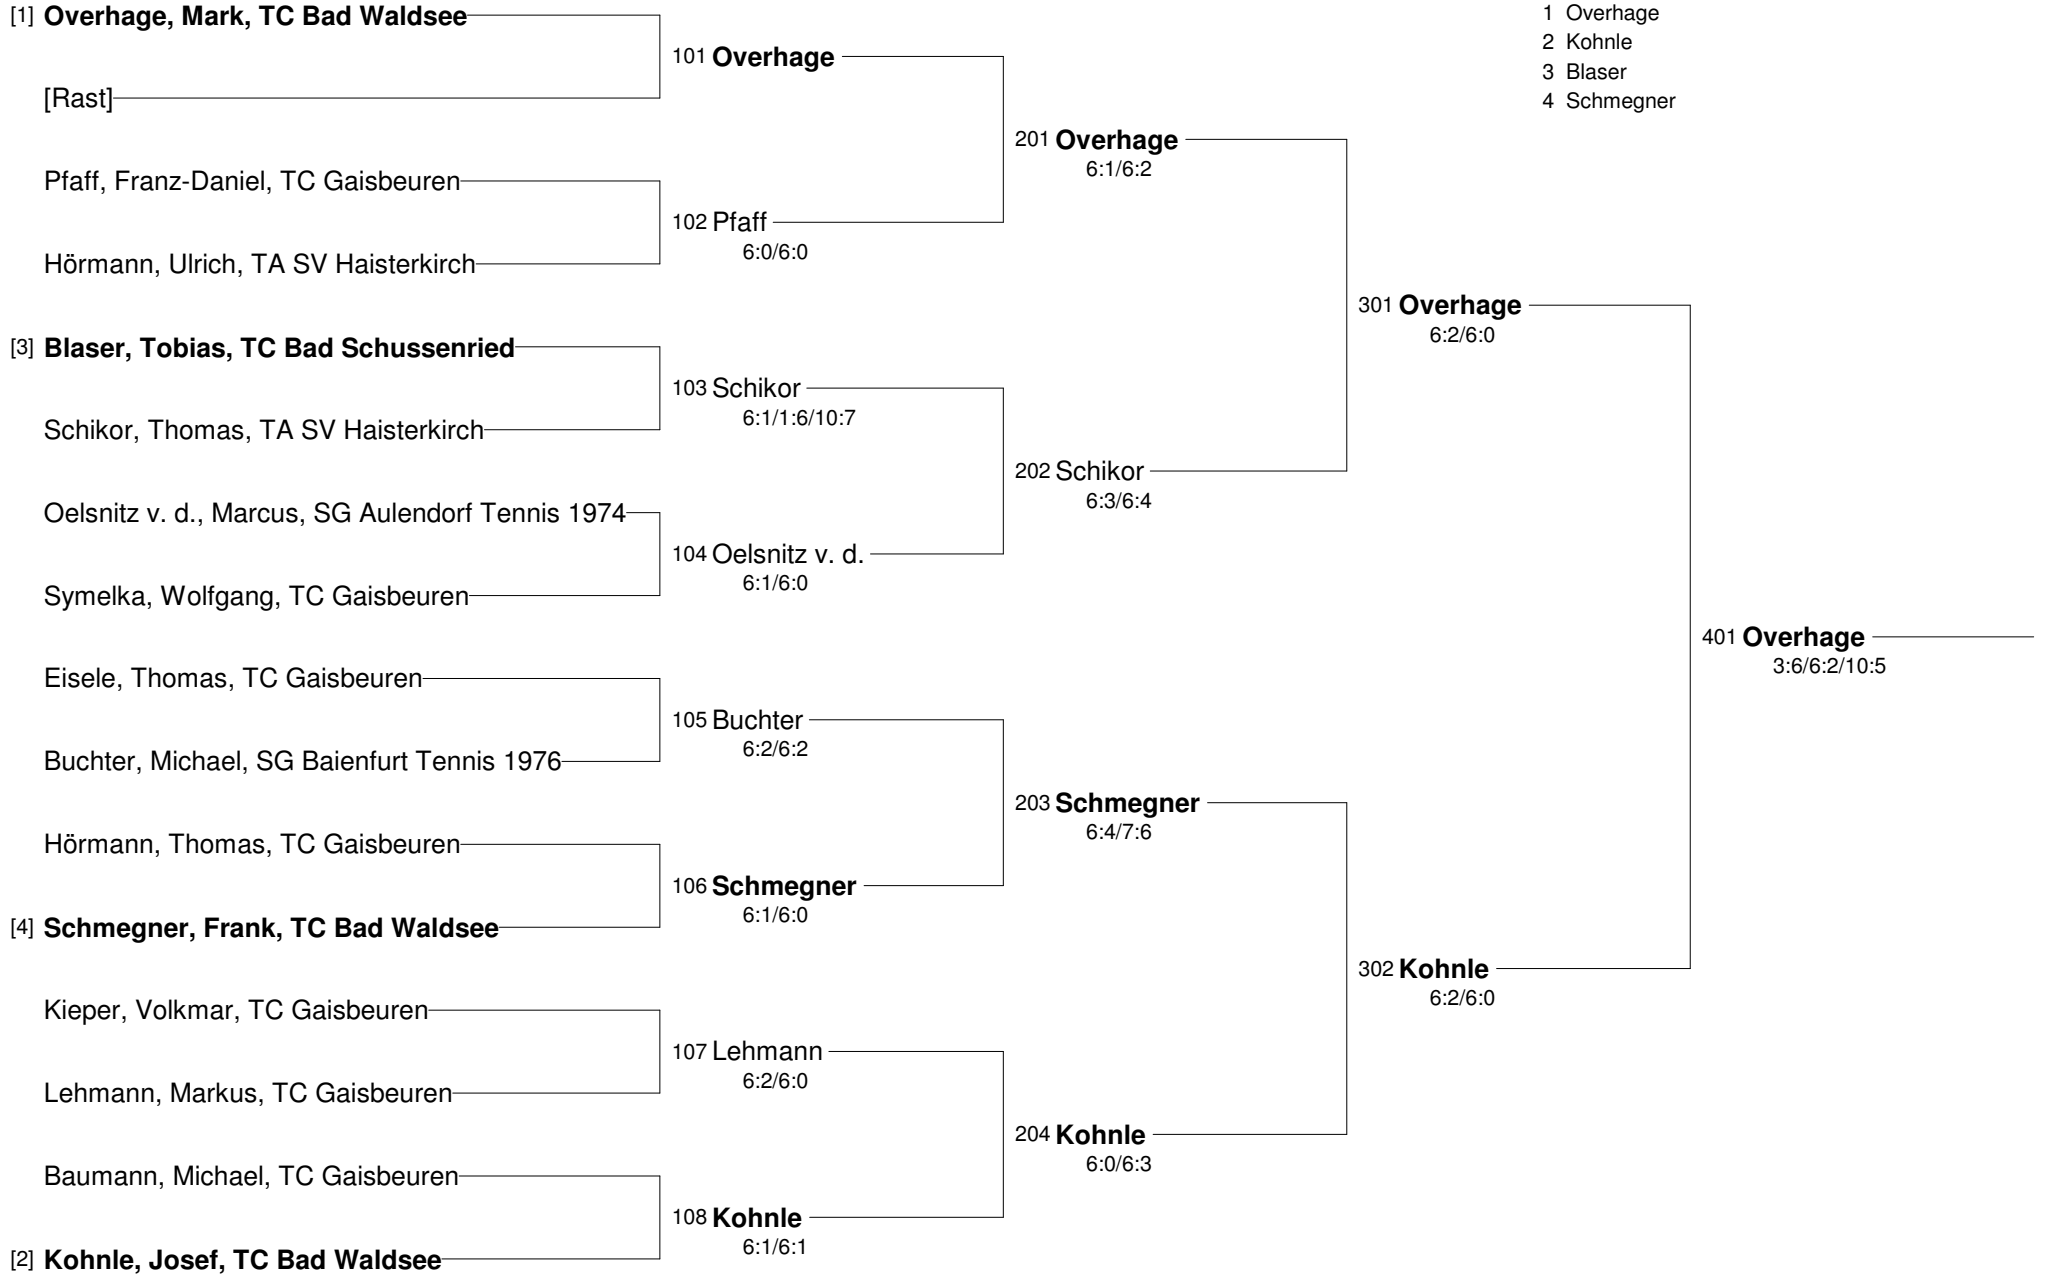 [1] Overhage, Mark, TC Bad Waldsee
[Rast]
Pfaff, Franz-Daniel, TC Gaisbeuren
Hörmann, Ulrich, TA SV Haisterkirch
[3] Blaser, Tobias, TC Bad Schussenried
Schikor, Thomas, TA SV Haisterkirch
Oelsnitz v. d., Marcus, SG Aulendorf Tennis 1974
Symelka, Wolfgang, TC Gaisbeuren
Eisele, Thomas, TC Gaisbeuren
Buchter, Michael, SG Baienfurt Tennis 1976
Hörmann, Thomas, TC Gaisbeuren
[4] Schmegner, Frank, TC Bad Waldsee
Kieper, Volkmar, TC Gaisbeuren
Lehmann, Markus, TC Gaisbeuren
Baumann, Michael, TC Gaisbeuren
[2] Kohnle, Josef, TC Bad Waldsee
101 Overhage
102 Pfaff
6:0/6:0
103 Schikor
6:1/1:6/10:7
104 Oelsnitz v. d.
6:1/6:0
105 Buchter
6:2/6:2
106 Schmegner
6:1/6:0
107 Lehmann
6:2/6:0
108 Kohnle
6:1/6:1
201 Overhage
6:1/6:2
202 Schikor
6:3/6:4
203 Schmegner
6:4/7:6
204 Kohnle
6:0/6:3
301 Overhage
6:2/6:0
302 Kohnle
6:2/6:0
401 Overhage
3:6/6:2/10:5
1 Overhage
2 Kohnle
3 Blaser
4 Schmegner